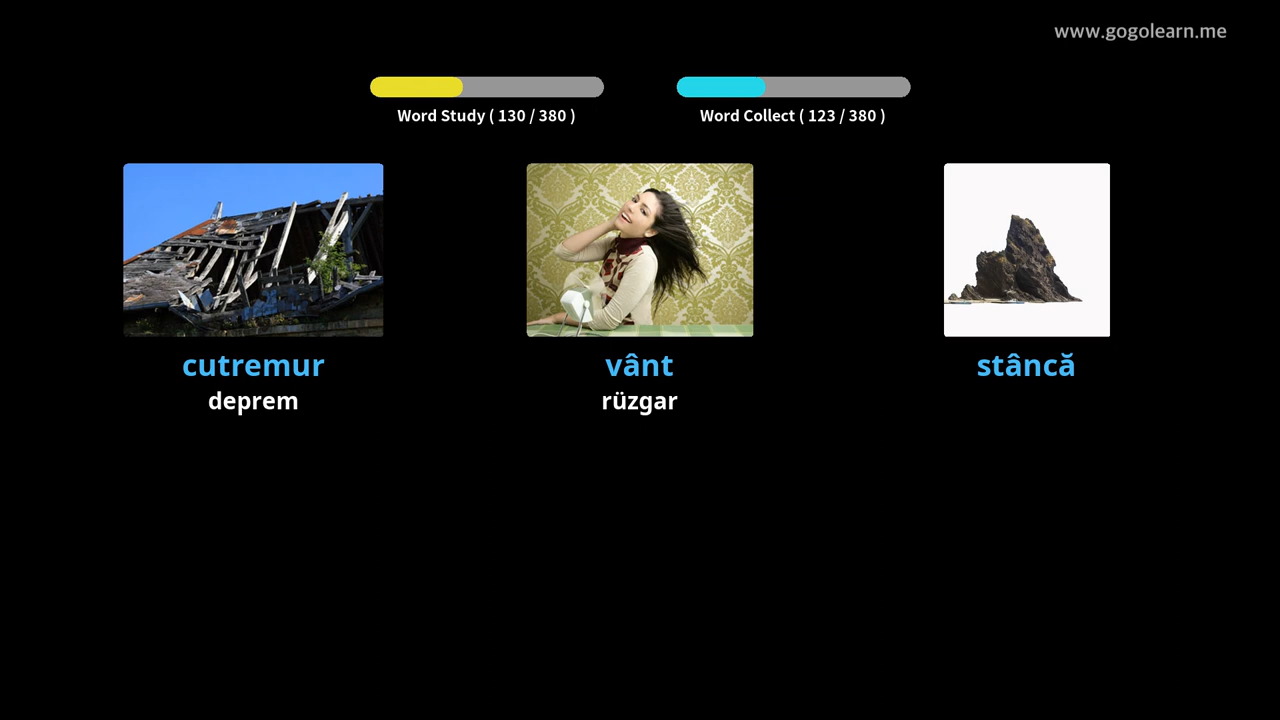 www.gogolearn.me
Word Study ( 130 / 380 )
Word Collect ( 123 / 380 )
cutremur
deprem
vânt
rüzgar
stâncă